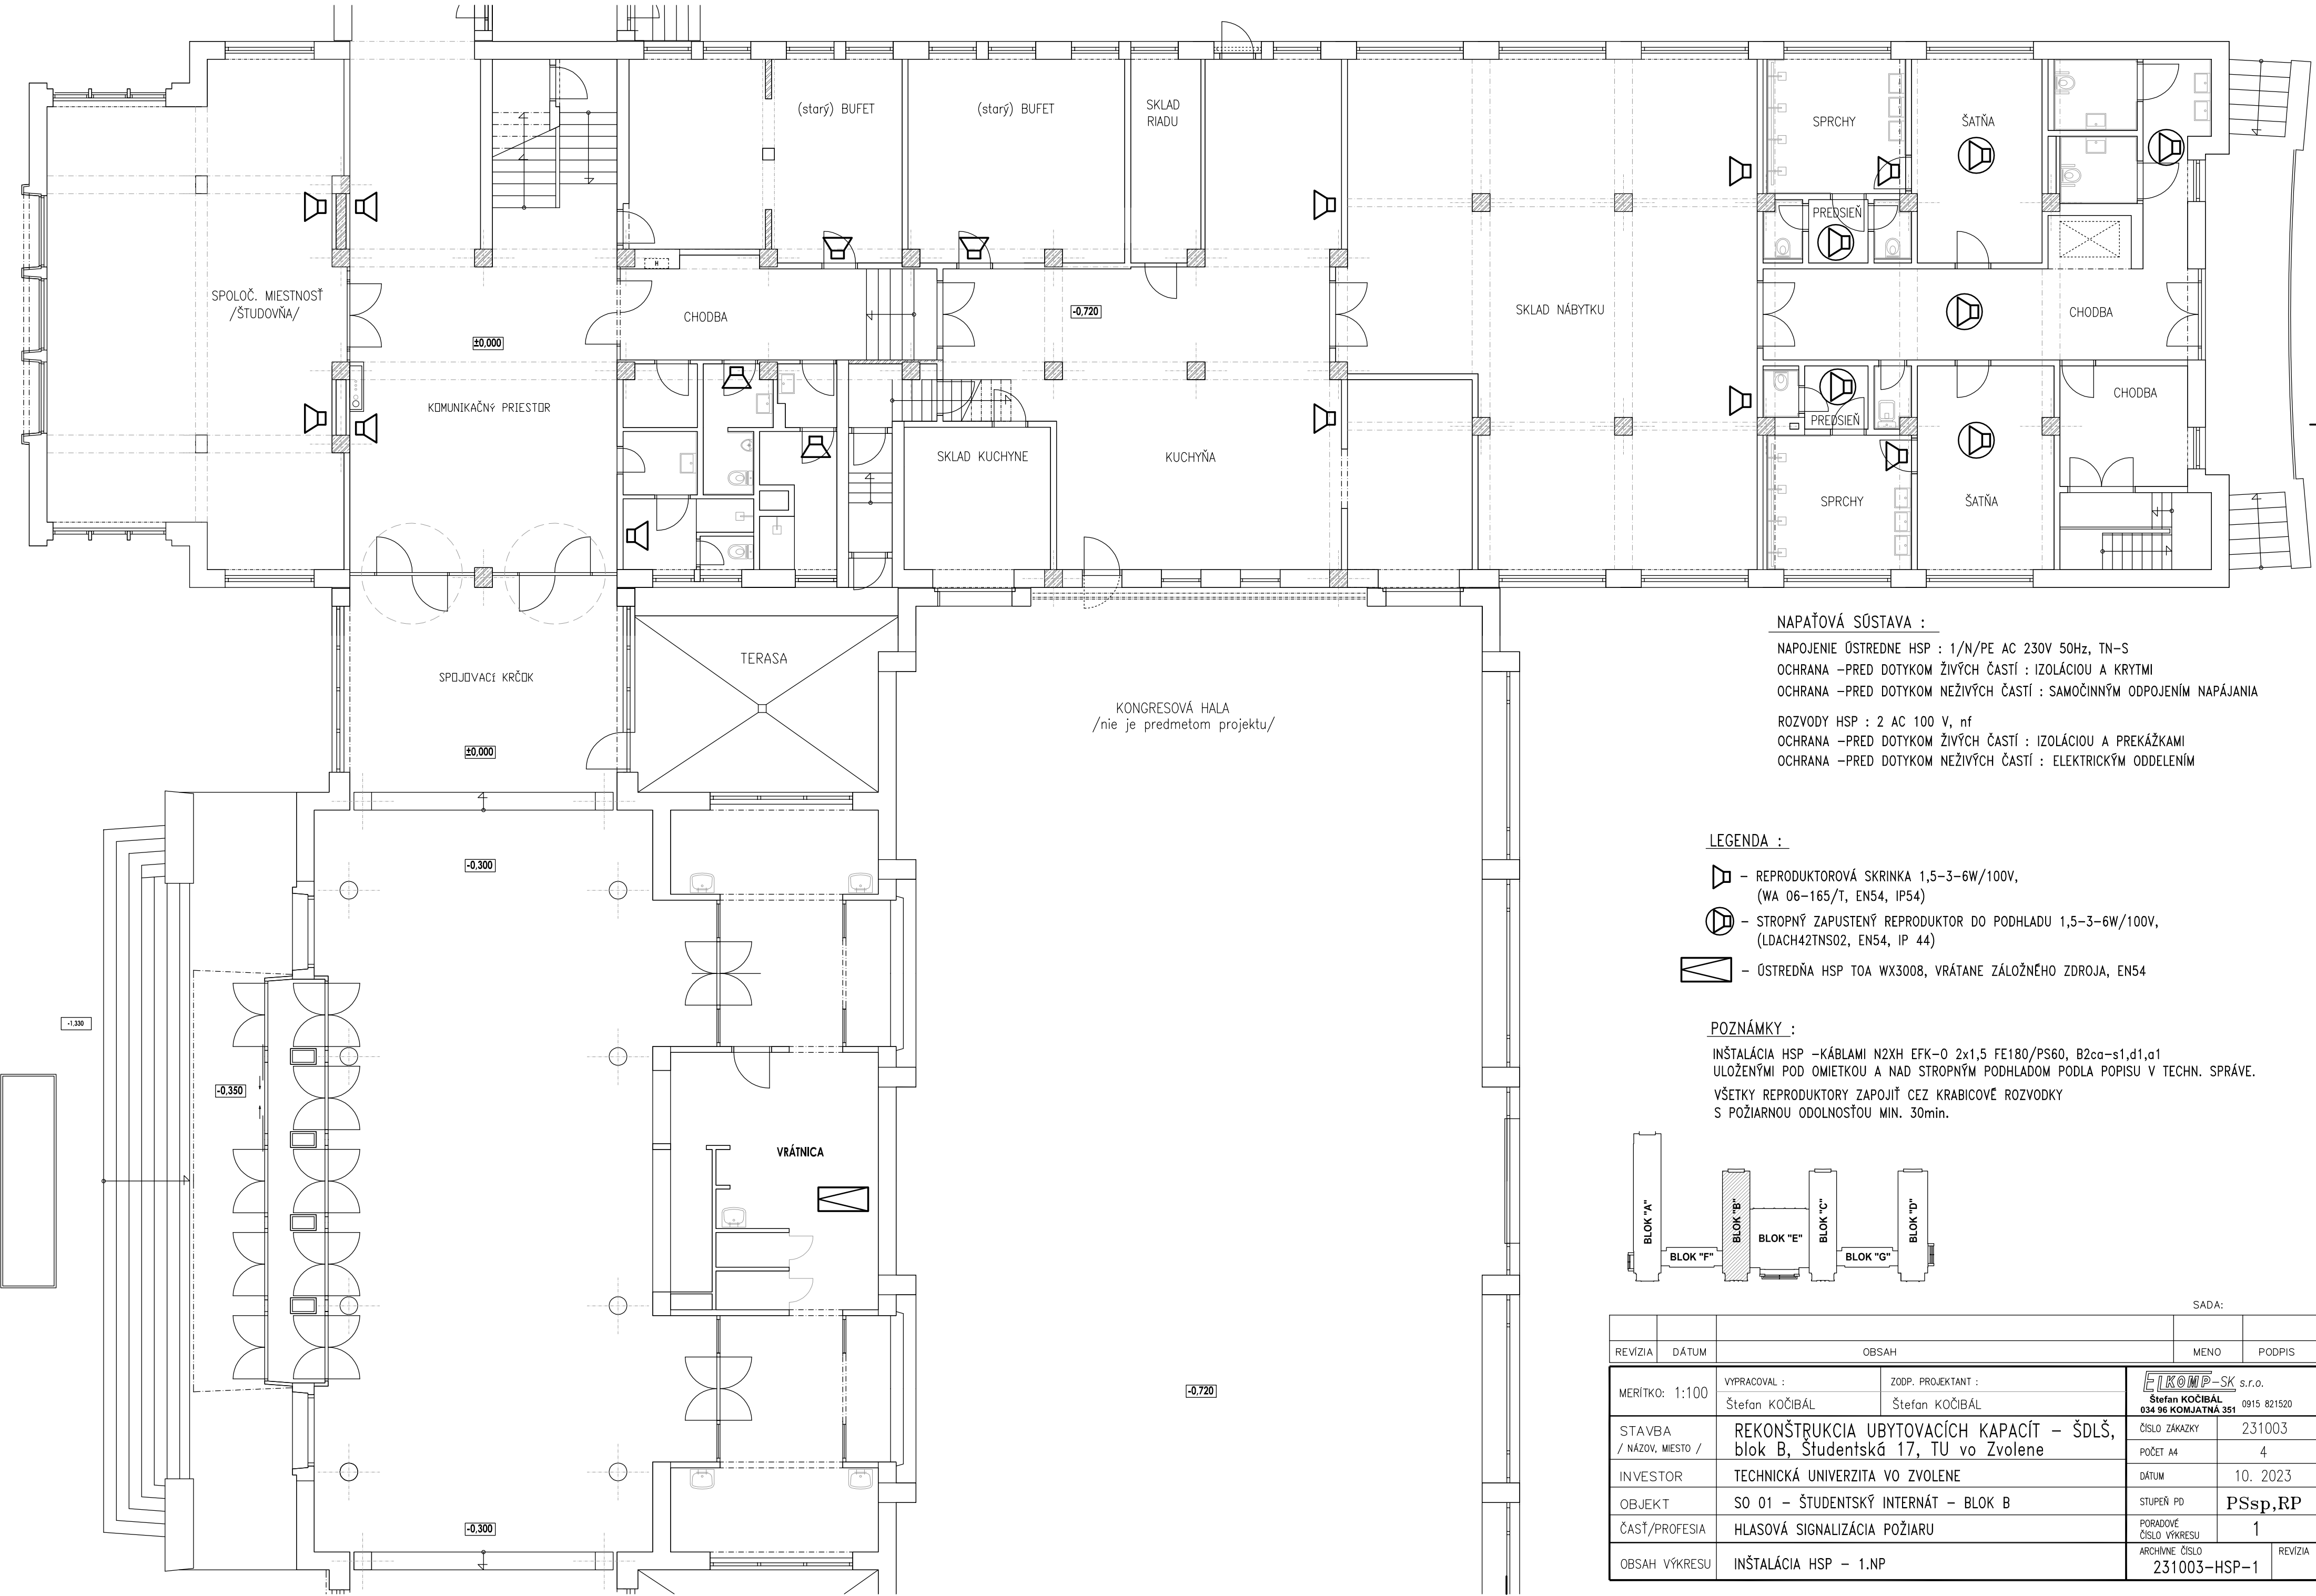 (starý) BUFET
(starý) BUFET
SKLAD
RIADU
SPRCHY
ŠATŇA
PREDSIEŇ
SPOLOČ. MIESTNOSŤ
/ŠTUDOVŇA/
H
CHODBA
-0,720
SKLAD NÁBYTKU
CHODBA
±0,000
KOMUNIKAČNý PRIESTOR
CHODBA
PREDSIEŇ
SKLAD KUCHYNE
KUCHYŇA
SPRCHY
ŠATŇA
TERASA
SPOJOVACí KRČOK
KONGRESOVÁ HALA
/nie je predmetom projektu/
±0,000
-0,300
-1,330
-0,350
VRÁTNICA
-0,720
-0,300
NAPAŤOVÁ SÚSTAVA :
NAPOJENIE ÚSTREDNE HSP : 1/N/PE AC 230V 50Hz, TN-S
OCHRANA -PRED DOTYKOM ŽIVÝCH ČASTÍ : IZOLÁCIOU A KRYTMI
OCHRANA -PRED DOTYKOM NEŽIVÝCH ČASTÍ : SAMOČINNÝM ODPOJENÍM NAPÁJANIA
ROZVODY HSP : 2 AC 100 V, nf
OCHRANA -PRED DOTYKOM ŽIVÝCH ČASTÍ : IZOLÁCIOU A PREKÁŽKAMI
OCHRANA -PRED DOTYKOM NEŽIVÝCH ČASTÍ : ELEKTRICKÝM ODDELENÍM
LEGENDA :
- REPRODUKTOROVÁ SKRINKA 1,5-3-6W/100V,
(WA 06-165/T, EN54, IP54)
- STROPNÝ ZAPUSTENÝ REPRODUKTOR DO PODHLADU 1,5-3-6W/100V,
(LDACH42TNS02, EN54, IP 44)
- ÚSTREDŇA HSP TOA WX3008, VRÁTANE ZÁLOŽNÉHO ZDROJA, EN54
POZNÁMKY :
INŠTALÁCIA HSP -KÁBLAMI N2XH EFK-O 2x1,5 FE180/PS60, B2ca-s1,d1,a1
ULOŽENÝMI POD OMIETKOU A NAD STROPNÝM PODHLADOM PODLA POPISU V TECHN. SPRÁVE.
VŠETKY REPRODUKTORY ZAPOJIŤ CEZ KRABICOVÉ ROZVODKY
S POŽIARNOU ODOLNOSŤOU MIN. 30min.
BLOK "A"
BLOK "F"
BLOK "B"
BLOK "E"
BLOK "C"
BLOK "G"
BLOK "D"
SADA:
REVÍZIA DÁTUM OBSAH MENO PODPIS
MERÍTKO: 1:100
VYPRACOVAL :
Štefan KOČIBÁL
ZODP. PROJEKTANT :
Štefan KOČIBÁL
ELKOMP-SK s.r.o.
Štefan KOČIBÁL
034 96 KOMJATNÁ 351 0915 821520
STAVBA
/ NÁZOV, MIESTO /
REKONŠTRUKCIA UBYTOVACÍCH KAPACÍT - ŠDLŠ,
blok B, Študentská 17, TU vo Zvolene
ČÍSLO ZÁKAZKY 231003
POČET A4 4
INVESTOR TECHNICKÁ UNIVERZITA VO ZVOLENE
DÁTUM 10. 2023
OBJEKT SO 01 - ŠTUDENTSKÝ INTERNÁT - BLOK B
STUPEŇ PD PSsp,RP
ČASŤ/PROFESIA HLASOVÁ SIGNALIZÁCIA POŽIARU
PORADOVÉ
ČÍSLO VÝKRESU 1
OBSAH VÝKRESU INŠTALÁCIA HSP - 1.NP
ARCHÍVNE ČÍSLO
231003-HSP-1
REVÍZIA